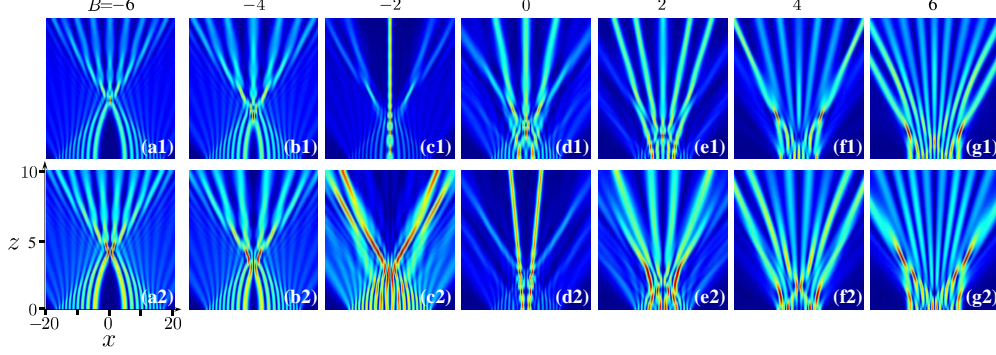 B=−6 −4 −2 0 2 4 6
(a1) (b1) (c1) (d1) (e1) (f1) (g1)
10
z 5
0
(a2) (b2) (c2) (d2) (e2) (f2) (g2)
−20 0 20
x